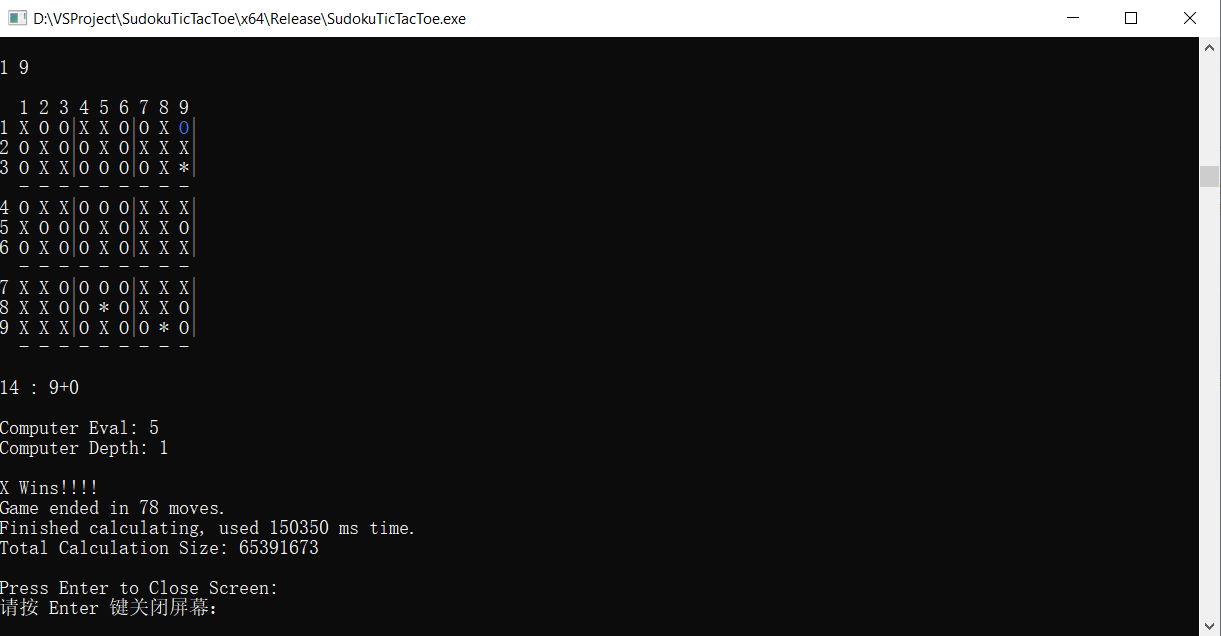 D:\VSProject\SudokuTicTacToe\x64\Release\SudokuTicTacToe.exe
1 9
1 2 3 4 5 6 7 8 9
1 X O O|X X O|O X O|
2 O X O|O X O|X X X|
3 O X X|O O O|O X *|
- - - - - - - - -
4 O X X|O O O|X X X|
5 X O O|O X O|X X O|
6 O X O|O X O|X X X|
- - - - - - - - -
7 X X O|O O O|X X X|
8 X X O|O * O|X X O|
9 X X X|O X O|O * O|
- - - - - - - - -
14 : 9+0
Computer Eval: 5
Computer Depth: 1
X Wins!!!!
Game ended in 78 moves.
Finished calculating, used 150350 ms time.
Total Calculation Size: 65391673
Press Enter to Close Screen:
请按 Enter 键关闭屏幕: